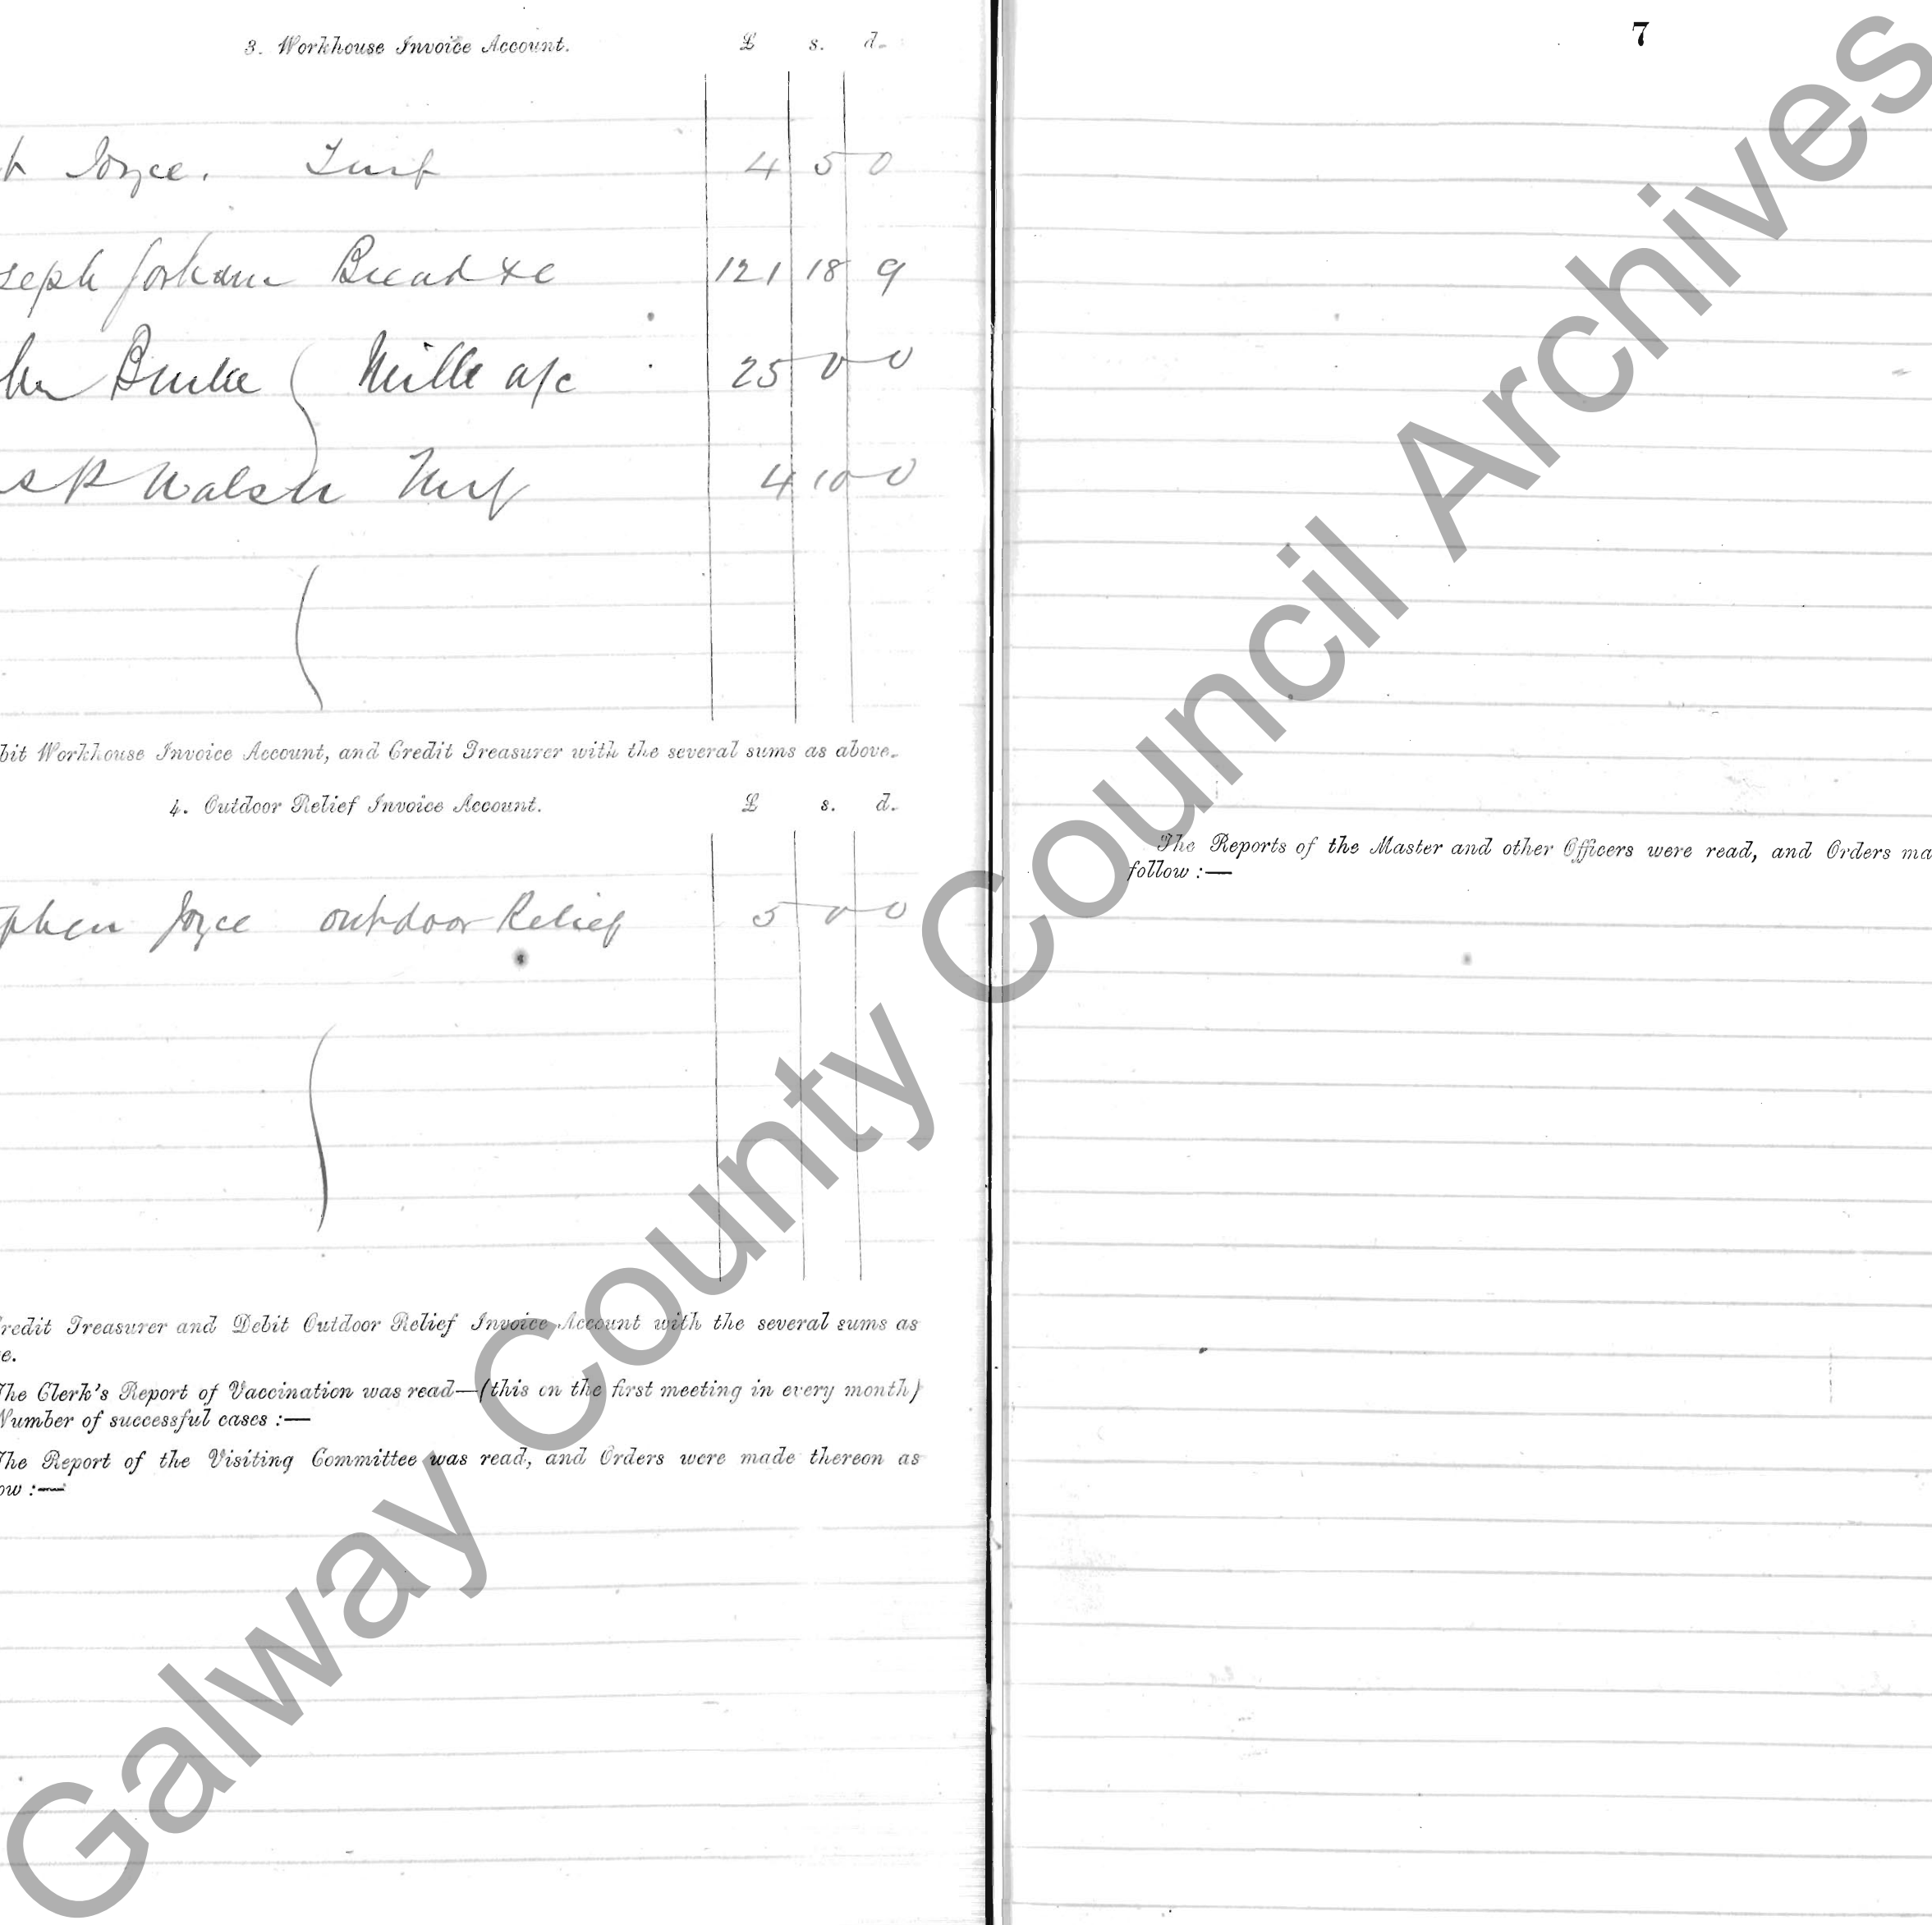 3. Workhouse Invoice Account. £ s. d.
Joyce. Turf 4 5 0
seph Bread &c 121 18 9
Burke Milk a/c 25 0 0
Walsh Turf 4 10 0
bit Workhouse Invoice Account, and Credit Treasurer with the several sums as above.
4. Outdoor Relief Invoice Account. £ s. d.
phen Joyce outdoor Relief 5 0 0
redit Treasurer and Debit Outdoor Relief Invoice Account with the several sums as
e.
The Clerk's Report of Vaccination was read—(this on the first meeting in every month)
Number of successful cases :—
The Report of the Visiting Committee was read, and Orders were made thereon as
ow :—
7
The Reports of the Master and other Officers were read, and Orders ma
follow :—
Galway County Council Archives